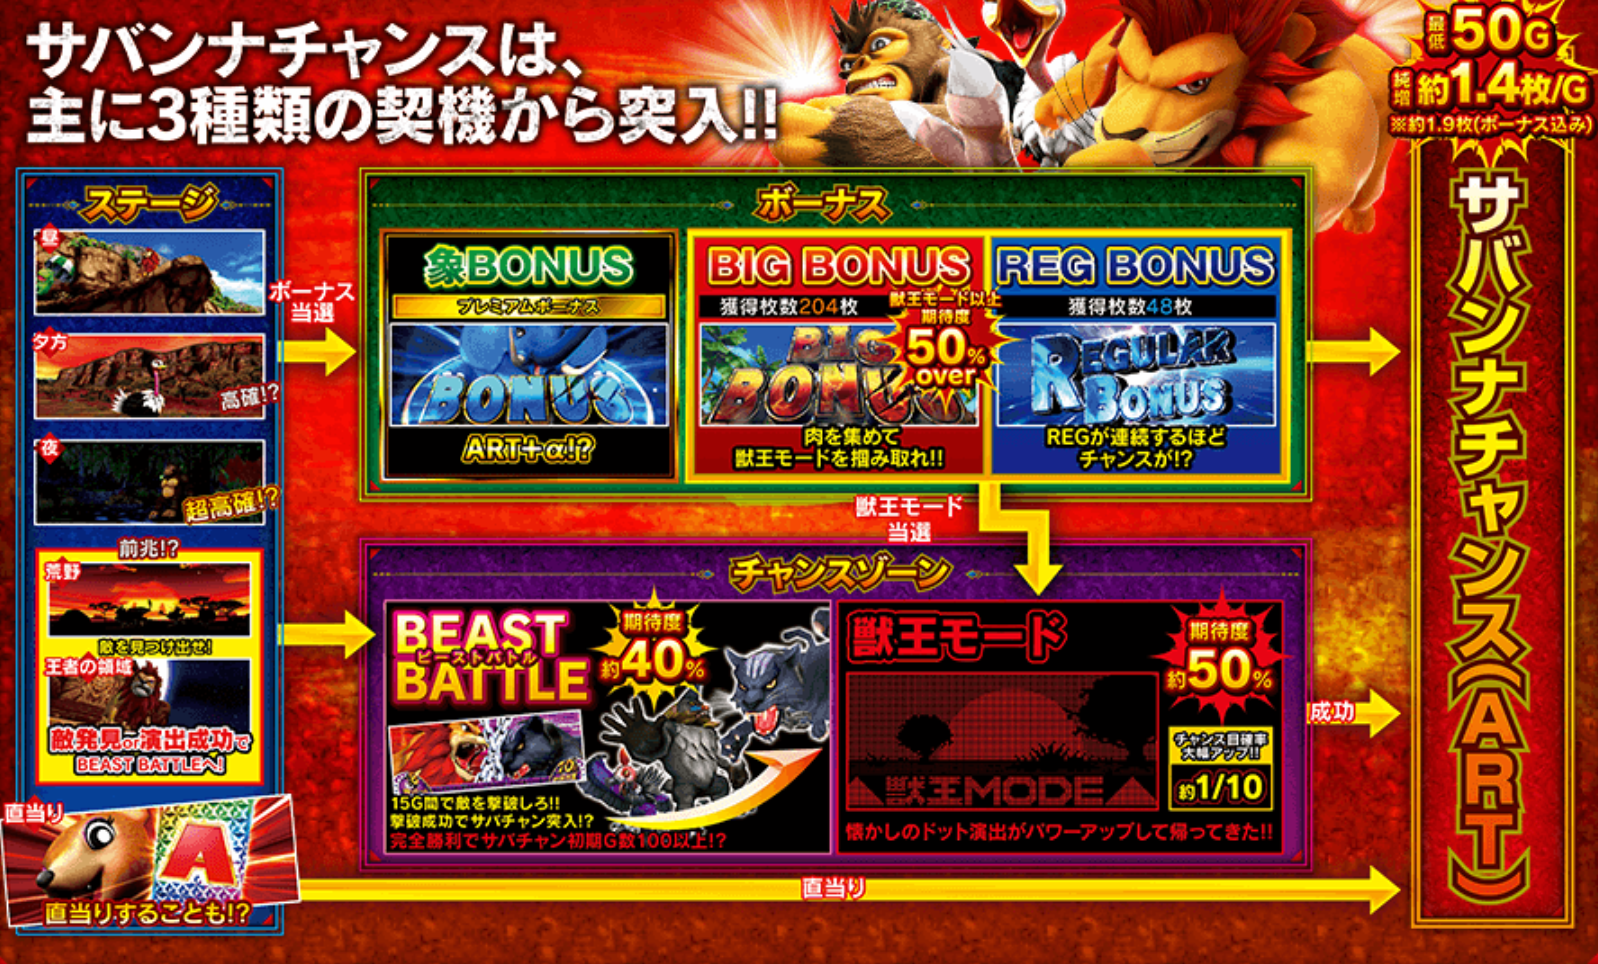 サバンナチャンスは、
主に3種類の契機から突入!!
最低50G
純増約1.4枚/G
※約1.9枚(ボーナス込み)
ステージ
昼
夕方
高確!?
夜
超高確!?
前兆!?
荒野
敵を見つけ出せ!
王者の領域
敵発見or演出成功で
BEAST BATTLEへ!
直当り
A
直当りすることも!?
ボーナス
当選
ボーナス
象BONUS
プレミアムボーナス
BONUS
ART+α!?
BIG BONUS
獲得枚数204枚
獣王モード以上
期待度
50%
over
BIG
BONUS
肉を集めて
獣王モードを掴み取れ!!
REG BONUS
獲得枚数48枚
REGULAR
BONUS
REGが連続するほど
チャンスが!?
獣王モード
当選
チャンスゾーン
BEAST
ビーストバトル
BATTLE
期待度
約40%
15G間で敵を撃破しろ!!
撃破成功でサバチャン突入!?
完全勝利でサバチャン初期G数100以上!?
獣王モード
期待度
約50%
チャンス目確率
大幅アップ!!
約1/10
獣王MODE
懐かしのドット演出がパワーアップして帰ってきた!!
成功
直当り
サバンナチャンス(ART)